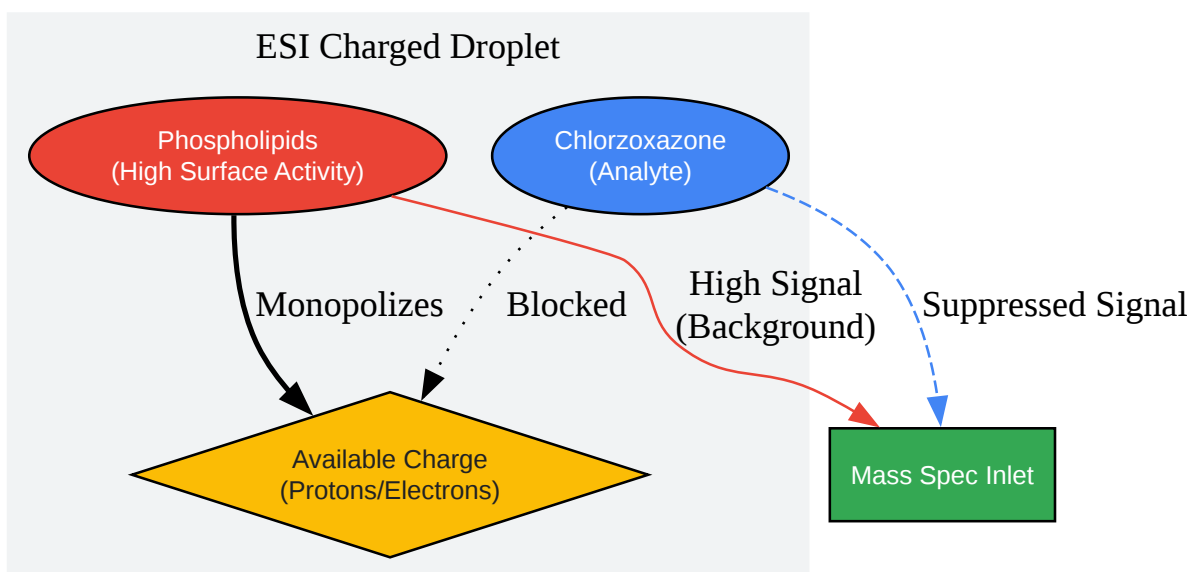 ESI Charged Droplet
Phospholipids
(High Surface Activity)
Chlorzoxazone
(Analyte)
Monopolizes
Blocked
High Signal
(Background)
Suppressed Signal
Available Charge
(Protons/Electrons)
Mass Spec Inlet